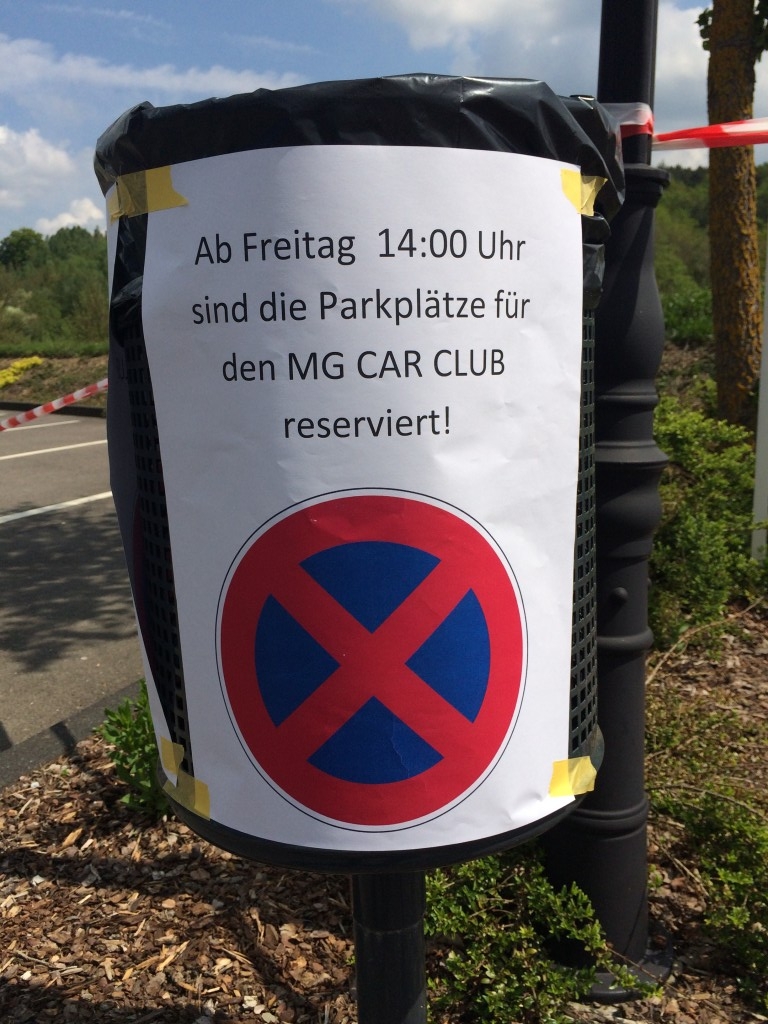 Ab Freitag 14:00 Uhr
sind die Parkplätze für
den MG CAR CLUB
reserviert!